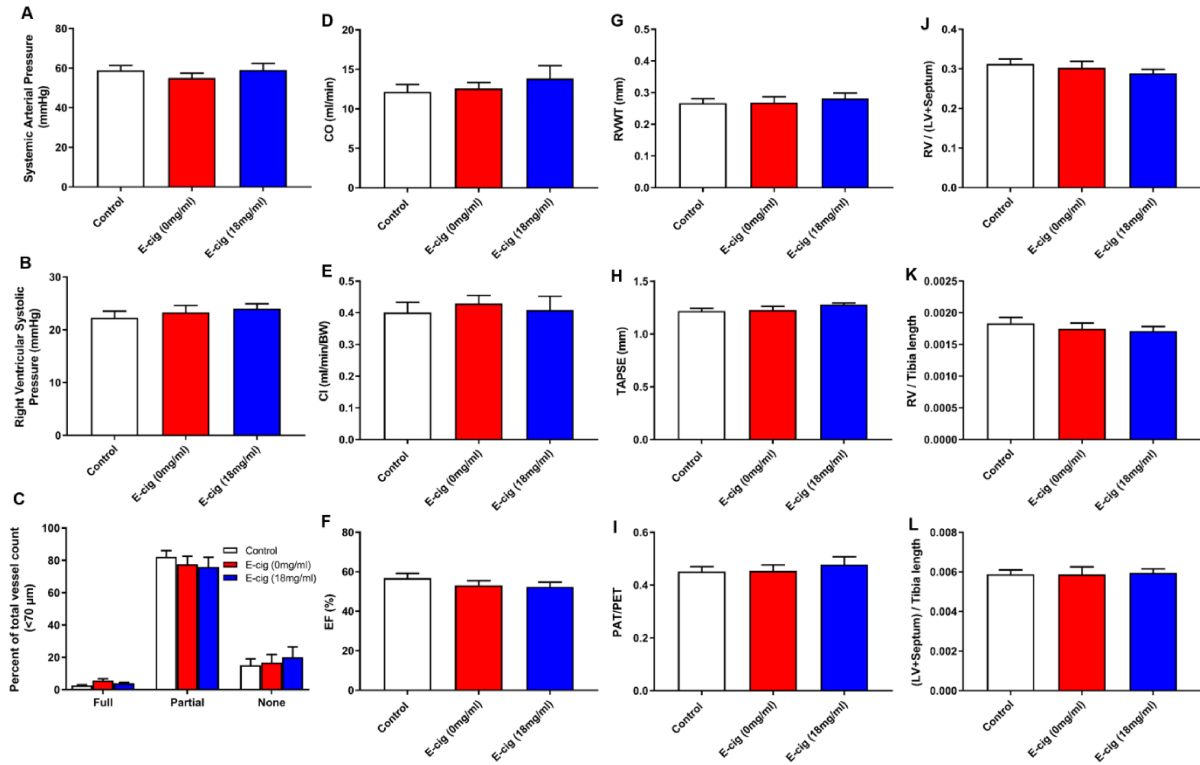 A
Systemic Arterial Pressure
(mmHg)
80
60
40
20
0
Control
E-cig (0mg/ml)
E-cig (18mg/ml)
B
Right Ventricular Systolic
Pressure (mmHg)
30
20
10
0
Control
E-cig (0mg/ml)
E-cig (18mg/ml)
C
Percent of total vessel count
(<70 µm)
100
80
60
40
20
0
Control
E-cig (0mg/ml)
E-cig (18mg/ml)
Full
Partial
None
D
CO (ml/min)
20
15
10
5
0
Control
E-cig (0mg/ml)
E-cig (18mg/ml)
E
CI (ml/min/BW)
0.5
0.4
0.3
0.2
0.1
0.0
Control
E-cig (0mg/ml)
E-cig (18mg/ml)
F
EF (%)
80
60
40
20
0
Control
E-cig (0mg/ml)
E-cig (18mg/ml)
G
RVWT (mm)
0.5
0.4
0.3
0.2
0.1
0.0
Control
E-cig (0mg/ml)
E-cig (18mg/ml)
H
TAPSE (mm)
1.5
1.2
0.9
0.6
0.3
0.0
Control
E-cig (0mg/ml)
E-cig (18mg/ml)
I
PAT/PET
0.6
0.4
0.2
0.0
Control
E-cig (0mg/ml)
E-cig (18mg/ml)
J
RV / (LV+Septum)
0.4
0.3
0.2
0.1
0.0
Control
E-cig (0mg/ml)
E-cig (18mg/ml)
K
RV / Tibia length
0.0025
0.0020
0.0015
0.0010
0.0005
0.0000
Control
E-cig (0mg/ml)
E-cig (18mg/ml)
L
(LV+Septum) / Tibia length
0.008
0.006
0.004
0.002
0.000
Control
E-cig (0mg/ml)
E-cig (18mg/ml)